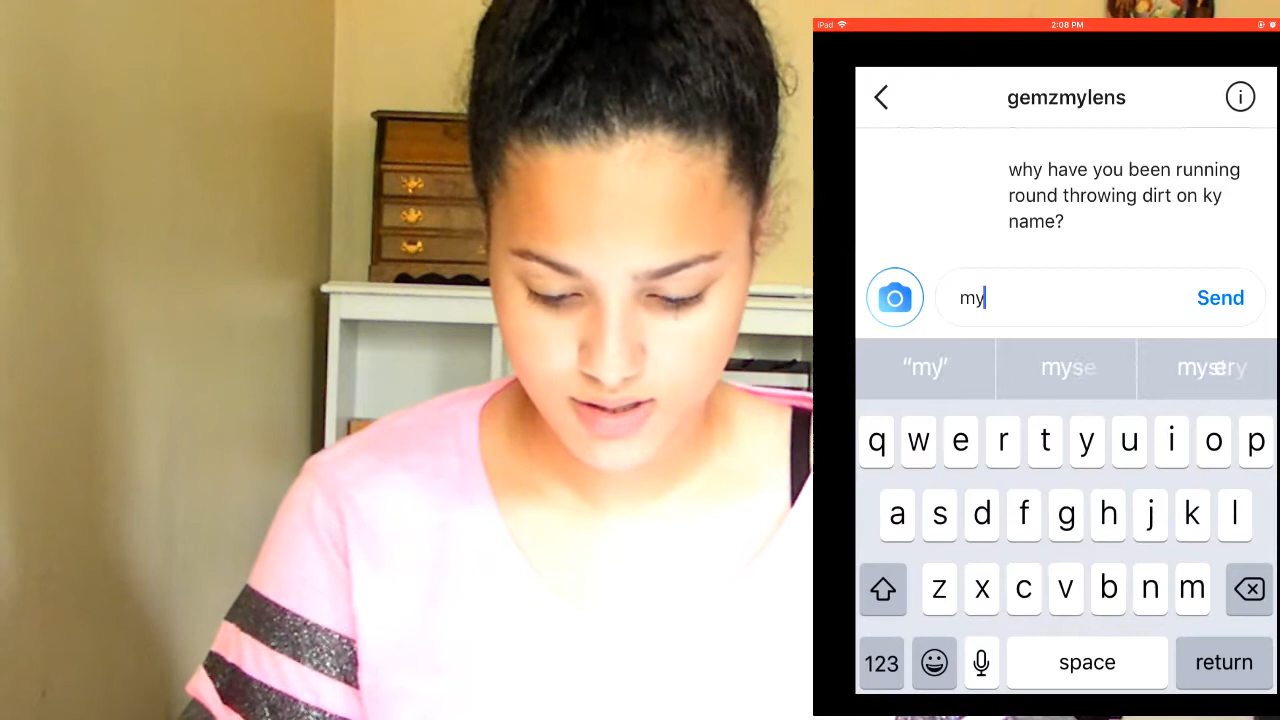 iPad 2:08 PM
gemzmylens
why have you been running
round throwing dirt on ky
name?
my Send
“my”
q w e r t y u i o p
a s d f g h j k l
z x c v b n m
123 space return